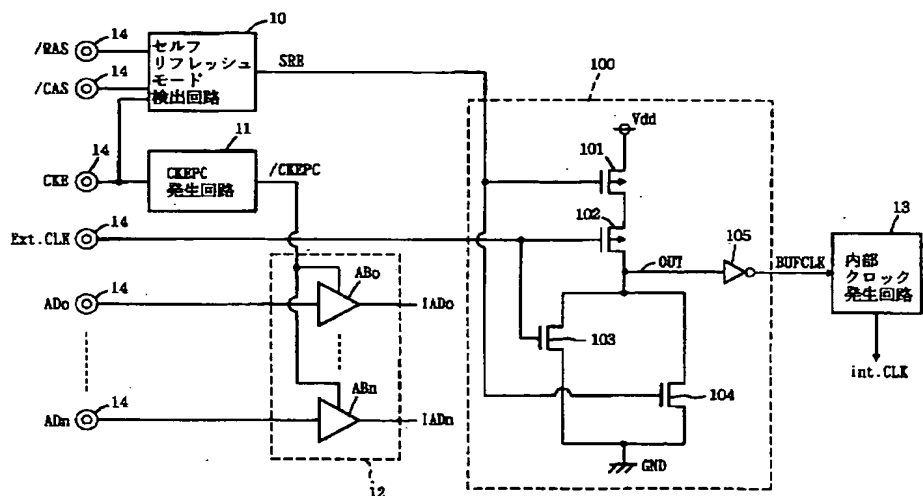 /RAS
14
10
セルフ
リフレッシュ
モード
検出回路
SRE
/CAS
14
100
Vdd
101
CKE
14
11
CKEPC
発生回路
/CKEPC
Ext.CLK
14
102
OUT
105
BUFCLK
13
内部
クロック
発生回路
int.CLK
ADo
14
ABo
IADo
103
104
ADn
14
ABn
IADn
12
GND